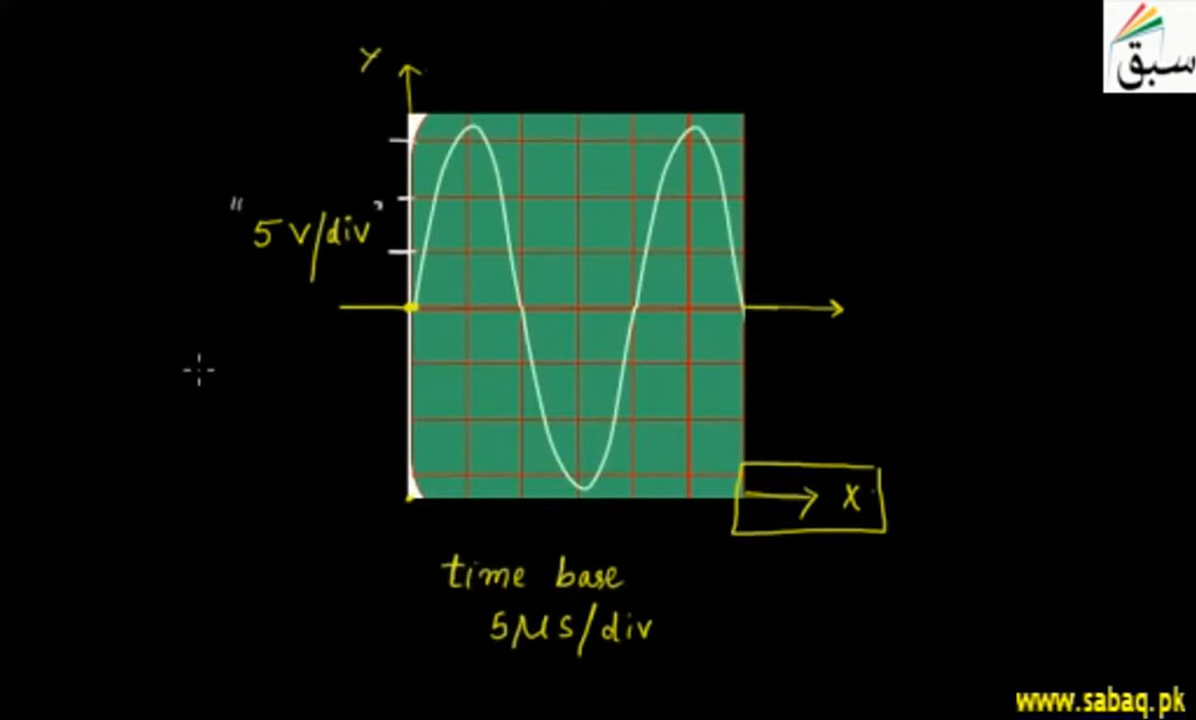 سبق
Y
" 5 V/div "
X
time base
5μs/div
www.sabaq.pk